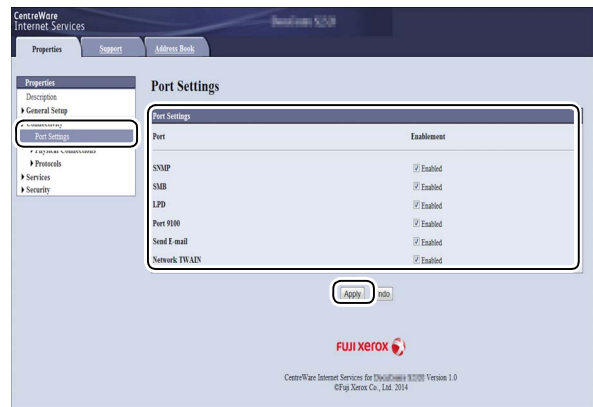 CentreWare
Internet Services
Properties
Support
Address Book
Properties
Description
General Setup
Connectivity
Port Settings
Physical Connections
Protocols
Services
Security
Port Settings
Port Settings
Port Enablement
SNMP Enabled
SMB Enabled
LPD Enabled
Port 9100 Enabled
Send E-mail Enabled
Network TWAIN Enabled
Apply ndo
FUJI XEROX
CentreWare Internet Services for Version 1.0
©Fuji Xerox Co., Ltd. 2014